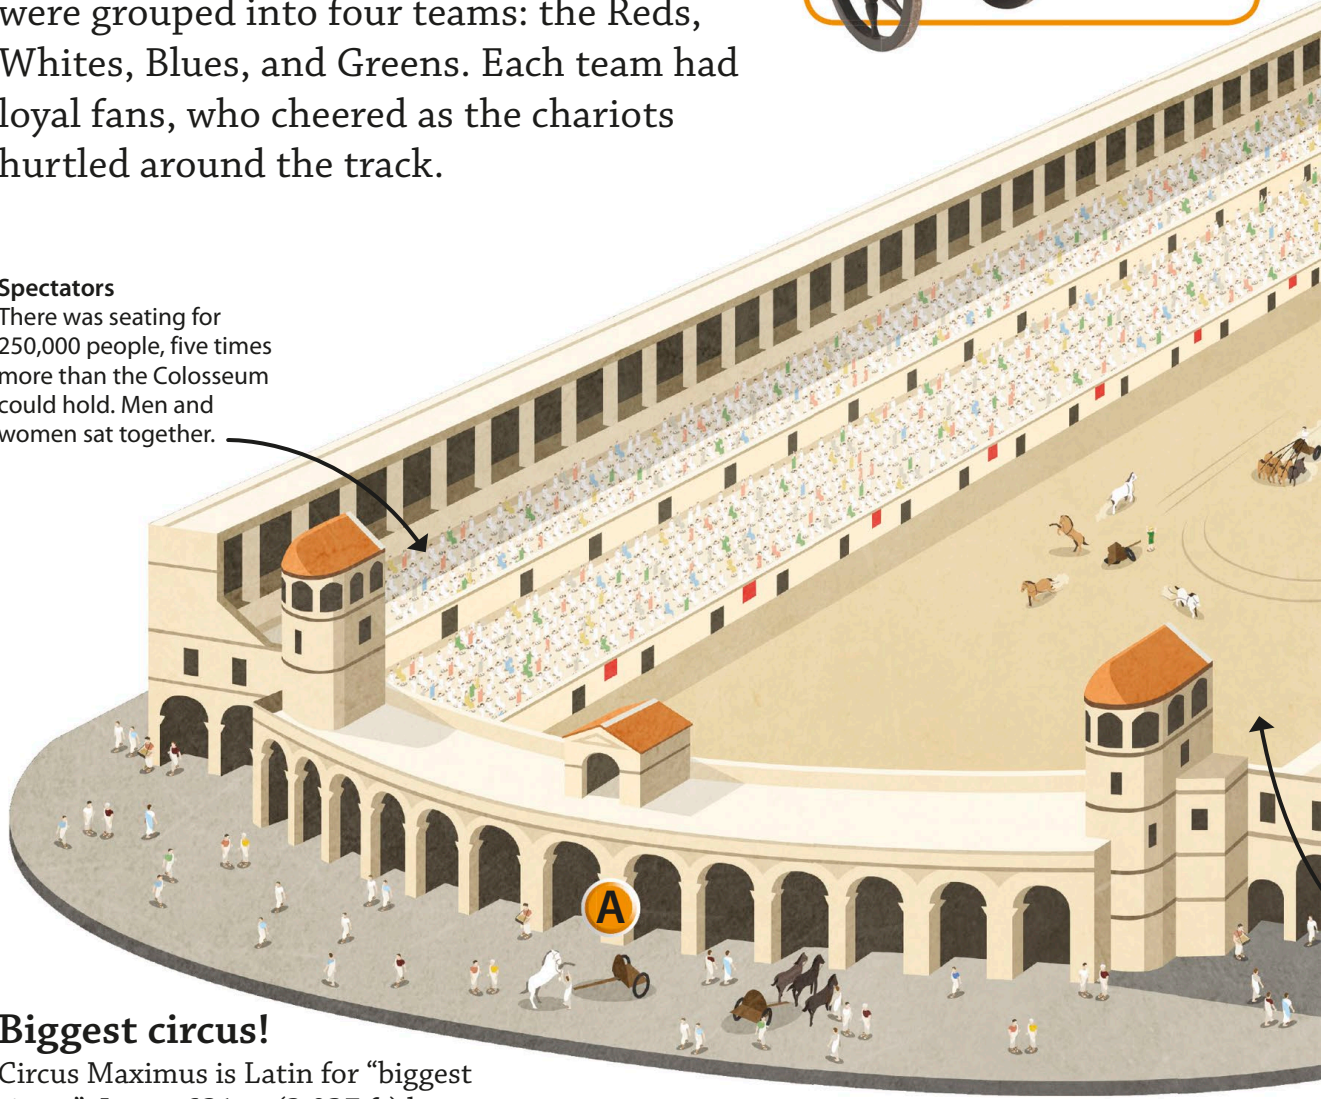 were grouped into four teams: the Reds,
Whites, Blues, and Greens. Each team had
loyal fans, who cheered as the chariots
hurtled around the track.
Spectators
There was seating for
250,000 people, five times
more than the Colosseum
could hold. Men and
women sat together.
A
Biggest circus!
Circus Maximus is Latin for “biggest